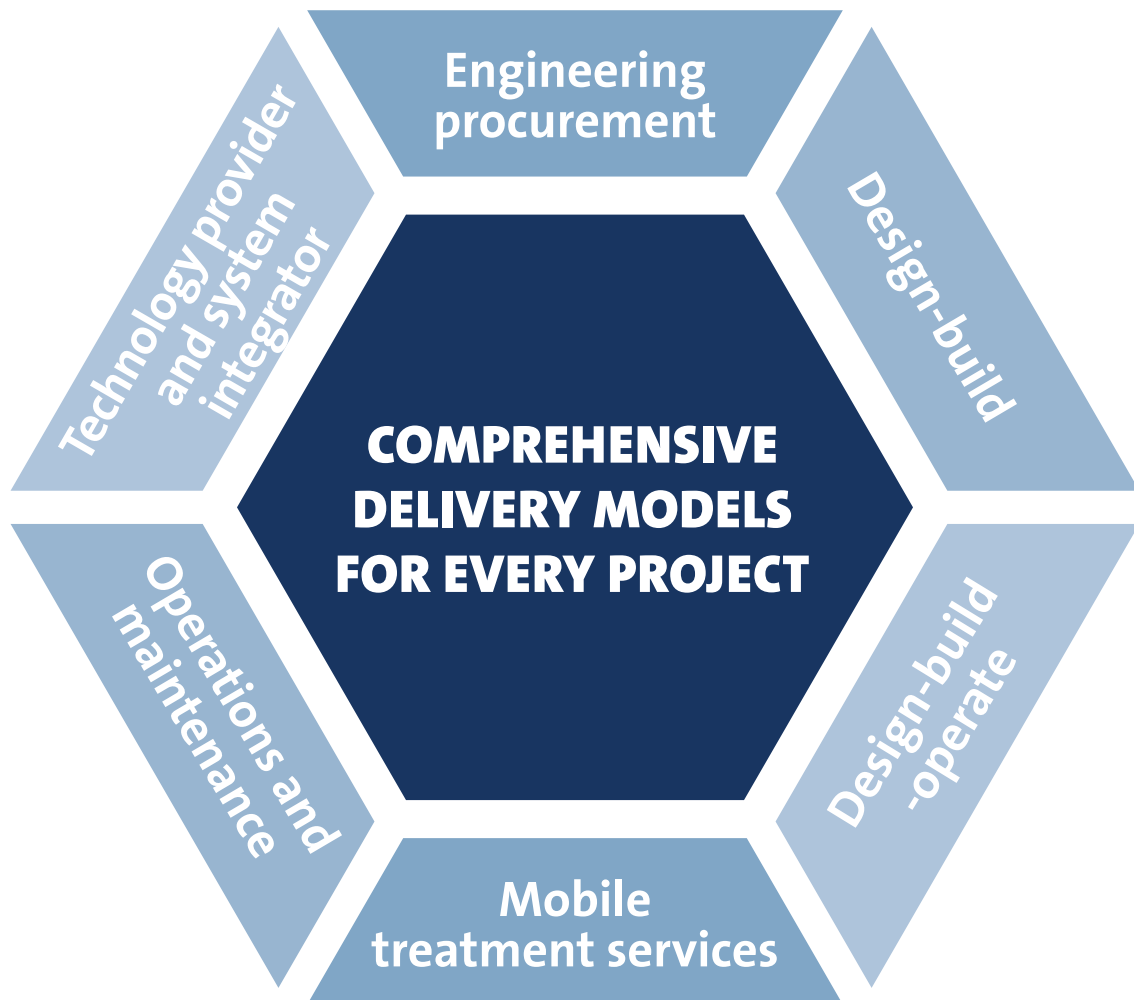 Engineering
procurement
Design-build
Design-build
-operate
Mobile
treatment services
Operations and
maintenance
Technology provider
and system
integrator
COMPREHENSIVE
DELIVERY MODELS
FOR EVERY PROJECT